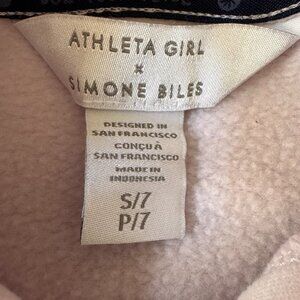 ATHLETA GIRL
×
SIMONE BILES
DESIGNED IN
SAN FRANCISCO
CONÇU À
SAN FRANCISCO
MADE IN
INDONESIA
S/7
P/7